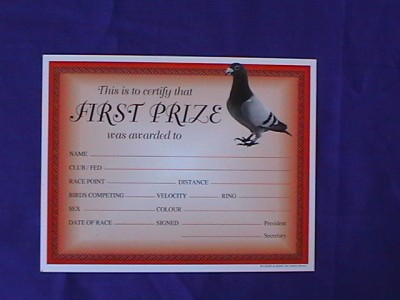 This is to certify that
FIRST PRIZE
was awarded to
NAME
CLUB / FED
RACE POINT DISTANCE
BIRDS COMPETING VELOCITY RING
SEX COLOUR
DATE OF RACE SIGNED President
Secretary